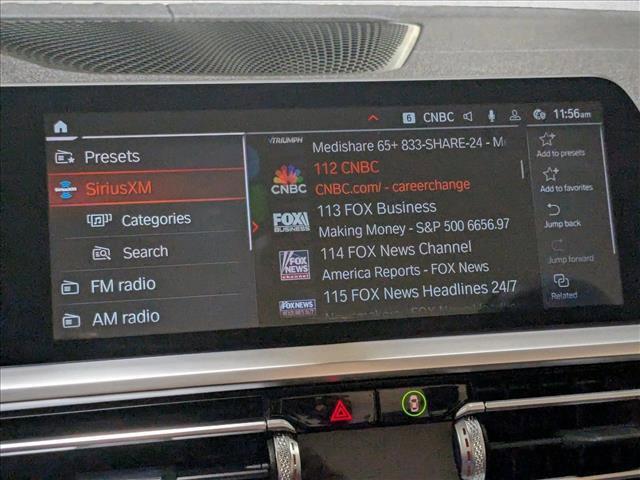 6 CNBC 11:56am
Presets
SiriusXM
Categories
Search
FM radio
AM radio
TRIUMPH
Medishare 65+ 833-SHARE-24 - M
CNBC
112 CNBC
CNBC.com/ - careerchange
FOX
BUSINESS
113 FOX Business
Making Money - S&P 500 6656.97
FOX
NEWS
114 FOX News Channel
America Reports - FOX News
FOX NEWS
115 FOX News Headlines 24/7
Add to presets
Add to favorites
Jump back
Jump forward
Related